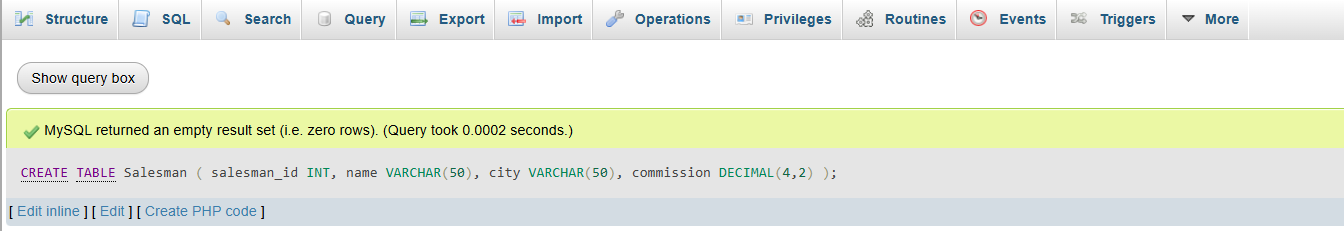 Structure SQL Search Query Export Import Operations Privileges Routines Events Triggers More
Show query box
MySQL returned an empty result set (i.e. zero rows). (Query took 0.0002 seconds.)
CREATE TABLE Salesman ( salesman_id INT, name VARCHAR(50), city VARCHAR(50), commission DECIMAL(4,2) );
[ Edit inline ] [ Edit ] [ Create PHP code ]